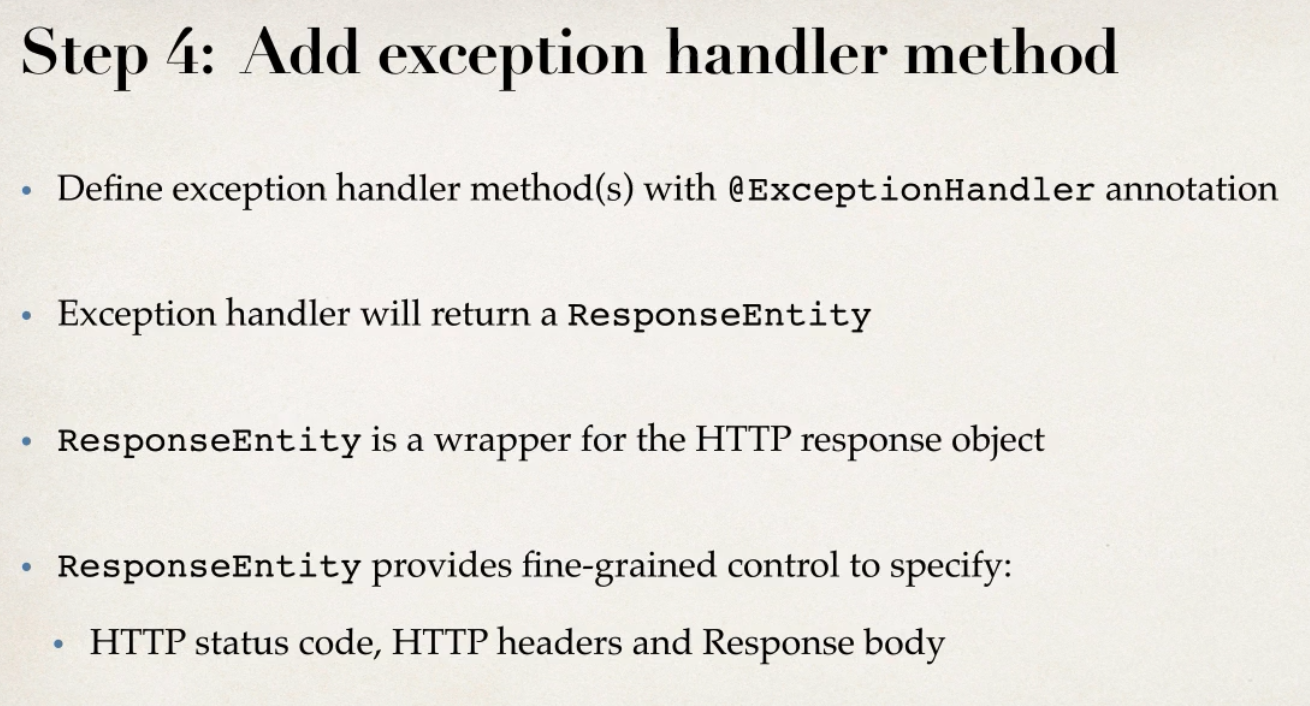 Step 4: Add exception handler method
• Define exception handler method(s) with @ExceptionHandler annotation
• Exception handler will return a ResponseEntity
• ResponseEntity is a wrapper for the HTTP response object
• ResponseEntity provides fine-grained control to specify:
• HTTP status code, HTTP headers and Response body